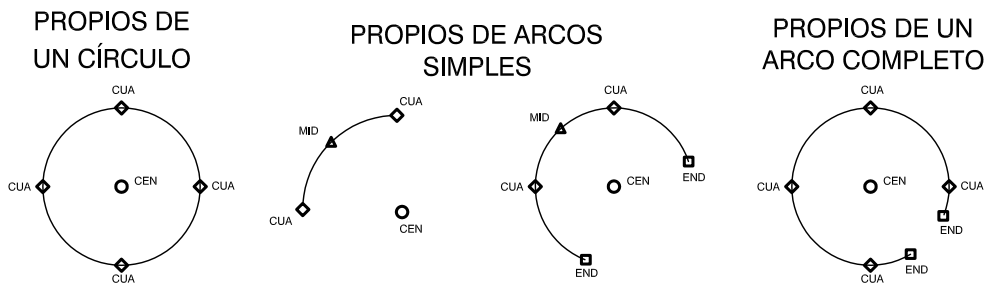 PROPIOS DE
UN CÍRCULO
CUA
CUA
CEN
CUA
CUA
PROPIOS DE ARCOS
SIMPLES
CUA
MID
CUA
CEN
CUA
MID
CUA
CEN
END
END
PROPIOS DE UN
ARCO COMPLETO
CUA
CUA
CEN
CUA
END
CUA
END